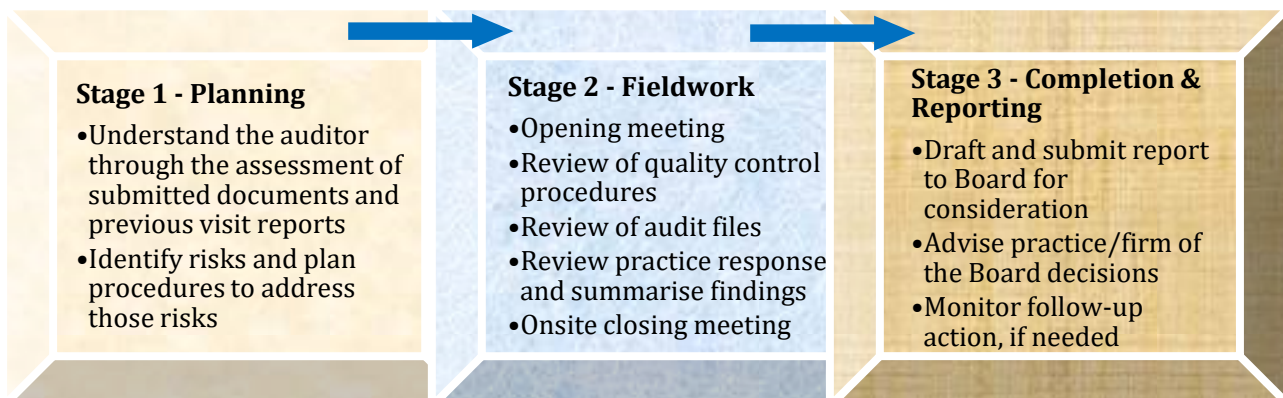 Stage 1 - Planning
•Understand the auditor
through the assessment of
submitted documents and
previous visit reports
•Identify risks and plan
procedures to address
those risks
Stage 2 - Fieldwork
•Opening meeting
•Review of quality control
procedures
•Review of audit files
•Review practice response
and summarise findings
•Onsite closing meeting
Stage 3 - Completion &
Reporting
•Draft and submit report
to Board for
consideration
•Advise practice/firm of
the Board decisions
•Monitor follow-up
action, if needed